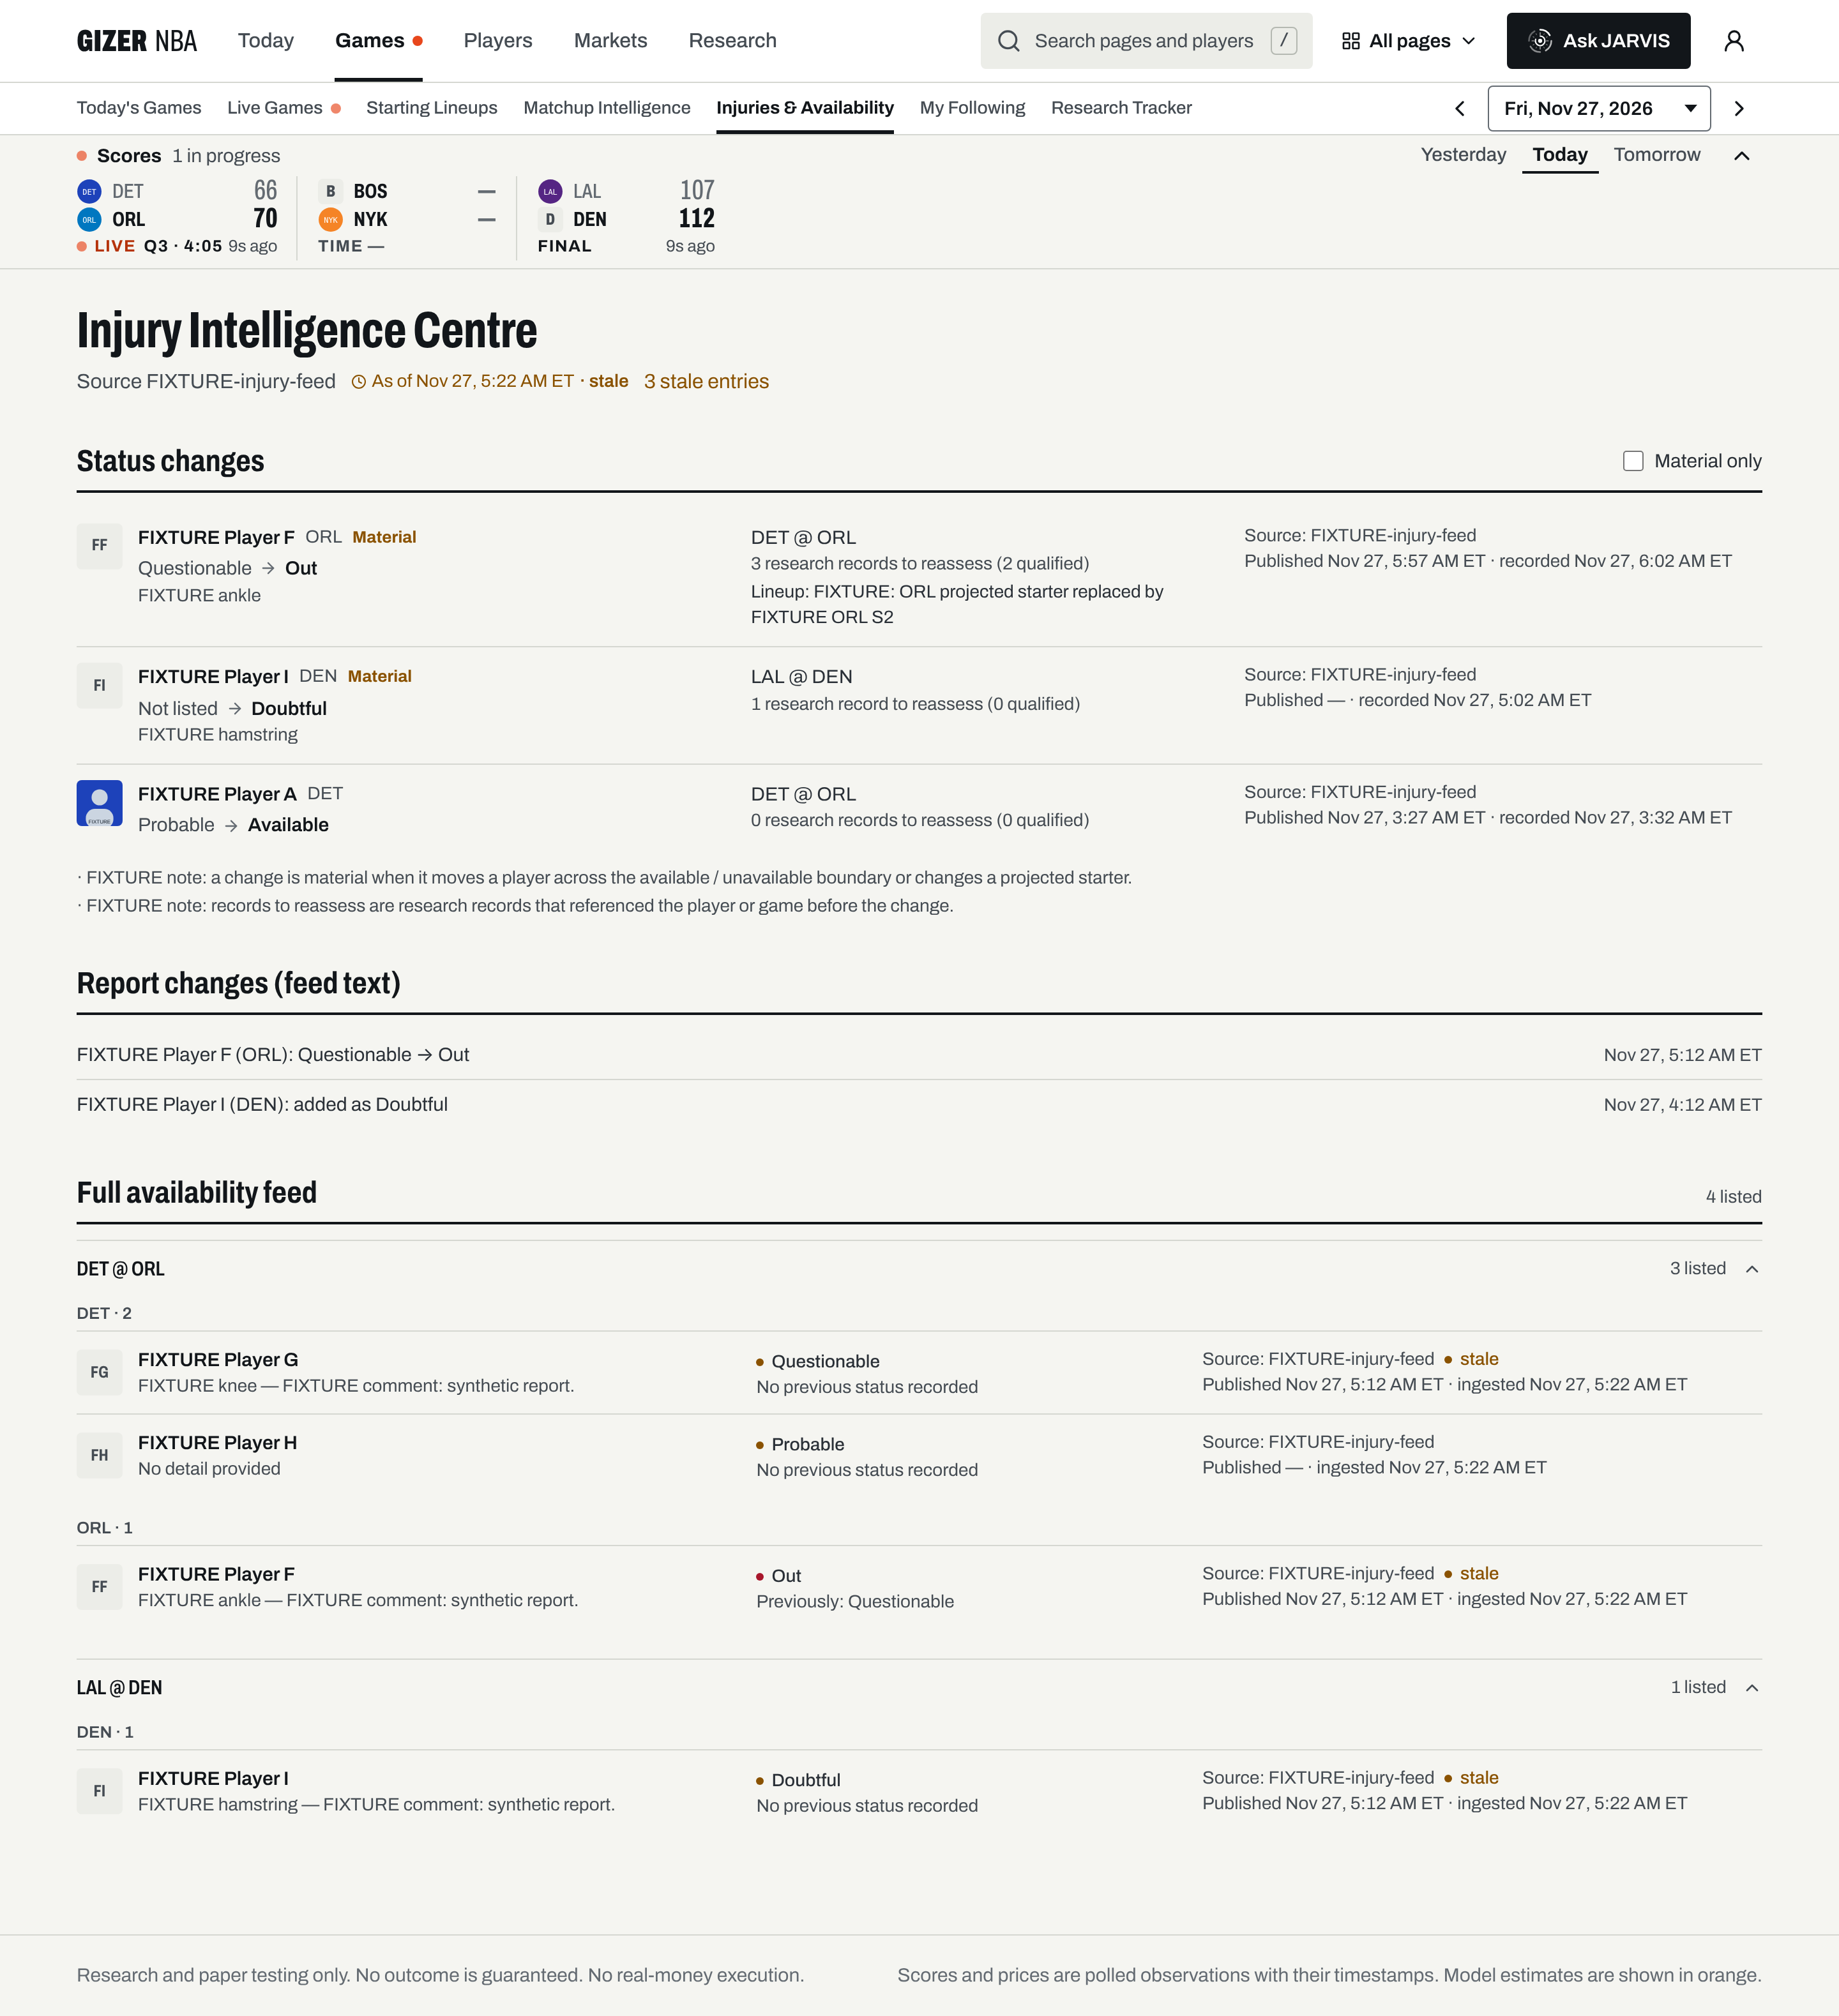 GIZER NBA Today Games Players Markets Research Search pages and players / All pages Ask JARVIS
Today's Games Live Games Starting Lineups Matchup Intelligence Injuries & Availability My Following Research Tracker Fri, Nov 27, 2026
Scores 1 in progress Yesterday Today Tomorrow
DET DET 66
ORL ORL 70
LIVE Q3 · 4:05 9s ago
B BOS —
NYK NYK —
TIME —
LAL LAL 107
D DEN 112
FINAL 9s ago
Injury Intelligence Centre
Source FIXTURE-injury-feed As of Nov 27, 5:22 AM ET · stale 3 stale entries
Status changes Material only
FF
FIXTURE Player F ORL Material
Questionable → Out
FIXTURE ankle
DET @ ORL
3 research records to reassess (2 qualified)
Lineup: FIXTURE: ORL projected starter replaced by
FIXTURE ORL S2
Source: FIXTURE-injury-feed
Published Nov 27, 5:57 AM ET · recorded Nov 27, 6:02 AM ET
FI
FIXTURE Player I DEN Material
Not listed → Doubtful
FIXTURE hamstring
LAL @ DEN
1 research record to reassess (0 qualified)
Source: FIXTURE-injury-feed
Published — · recorded Nov 27, 5:02 AM ET
FIXTURE
FIXTURE Player A DET
Probable → Available
DET @ ORL
0 research records to reassess (0 qualified)
Source: FIXTURE-injury-feed
Published Nov 27, 3:27 AM ET · recorded Nov 27, 3:32 AM ET
· FIXTURE note: a change is material when it moves a player across the available / unavailable boundary or changes a projected starter.
· FIXTURE note: records to reassess are research records that referenced the player or game before the change.
Report changes (feed text)
FIXTURE Player F (ORL): Questionable → Out Nov 27, 5:12 AM ET
FIXTURE Player I (DEN): added as Doubtful Nov 27, 4:12 AM ET
Full availability feed 4 listed
DET @ ORL 3 listed
DET · 2
FG
FIXTURE Player G
FIXTURE knee — FIXTURE comment: synthetic report.
Questionable
No previous status recorded
Source: FIXTURE-injury-feed stale
Published Nov 27, 5:12 AM ET · ingested Nov 27, 5:22 AM ET
FH
FIXTURE Player H
No detail provided
Probable
No previous status recorded
Source: FIXTURE-injury-feed
Published — · ingested Nov 27, 5:22 AM ET
ORL · 1
FF
FIXTURE Player F
FIXTURE ankle — FIXTURE comment: synthetic report.
Out
Previously: Questionable
Source: FIXTURE-injury-feed stale
Published Nov 27, 5:12 AM ET · ingested Nov 27, 5:22 AM ET
LAL @ DEN 1 listed
DEN · 1
FI
FIXTURE Player I
FIXTURE hamstring — FIXTURE comment: synthetic report.
Doubtful
No previous status recorded
Source: FIXTURE-injury-feed stale
Published Nov 27, 5:12 AM ET · ingested Nov 27, 5:22 AM ET
Research and paper testing only. No outcome is guaranteed. No real-money execution. Scores and prices are polled observations with their timestamps. Model estimates are shown in orange.